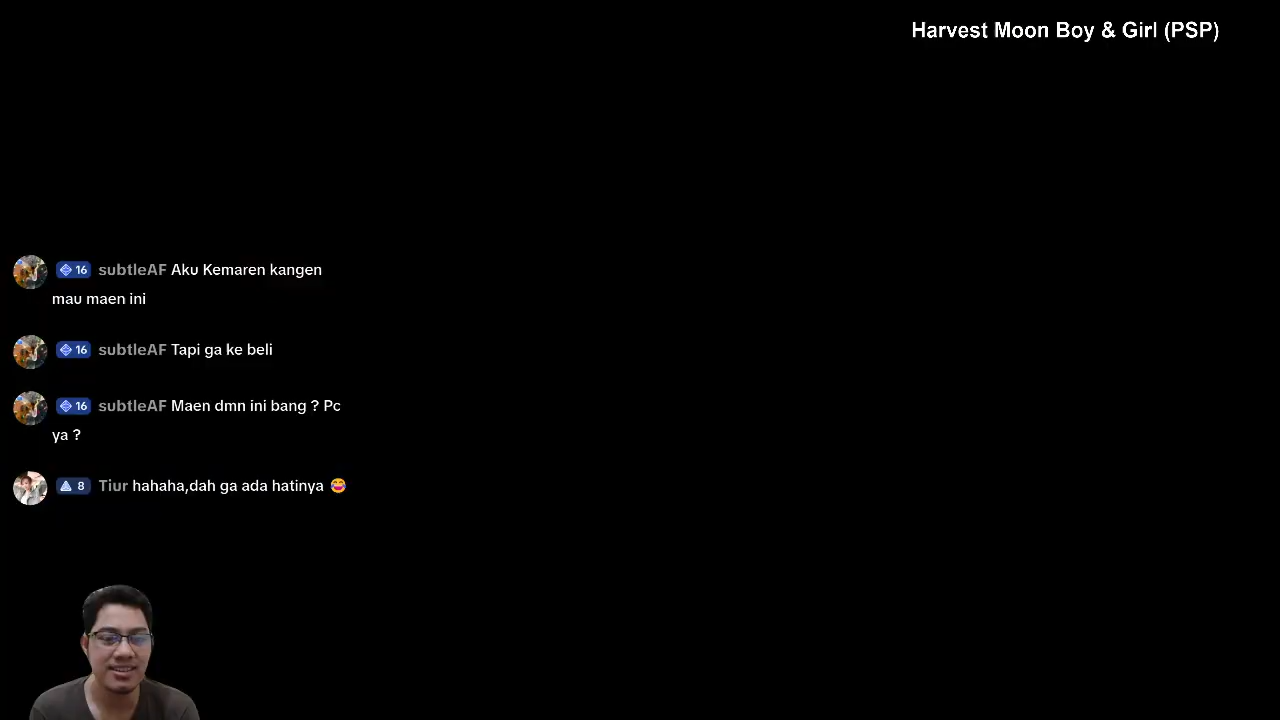 Harvest Moon Boy & Girl (PSP)
16 subtleAF Aku Kemaren kangen
mau maen ini
16 subtleAF Tapi ga ke beli
16 subtleAF Maen dmn ini bang ? Pc
ya ?
8 Tiur hahaha,dah ga ada hatinya 😂